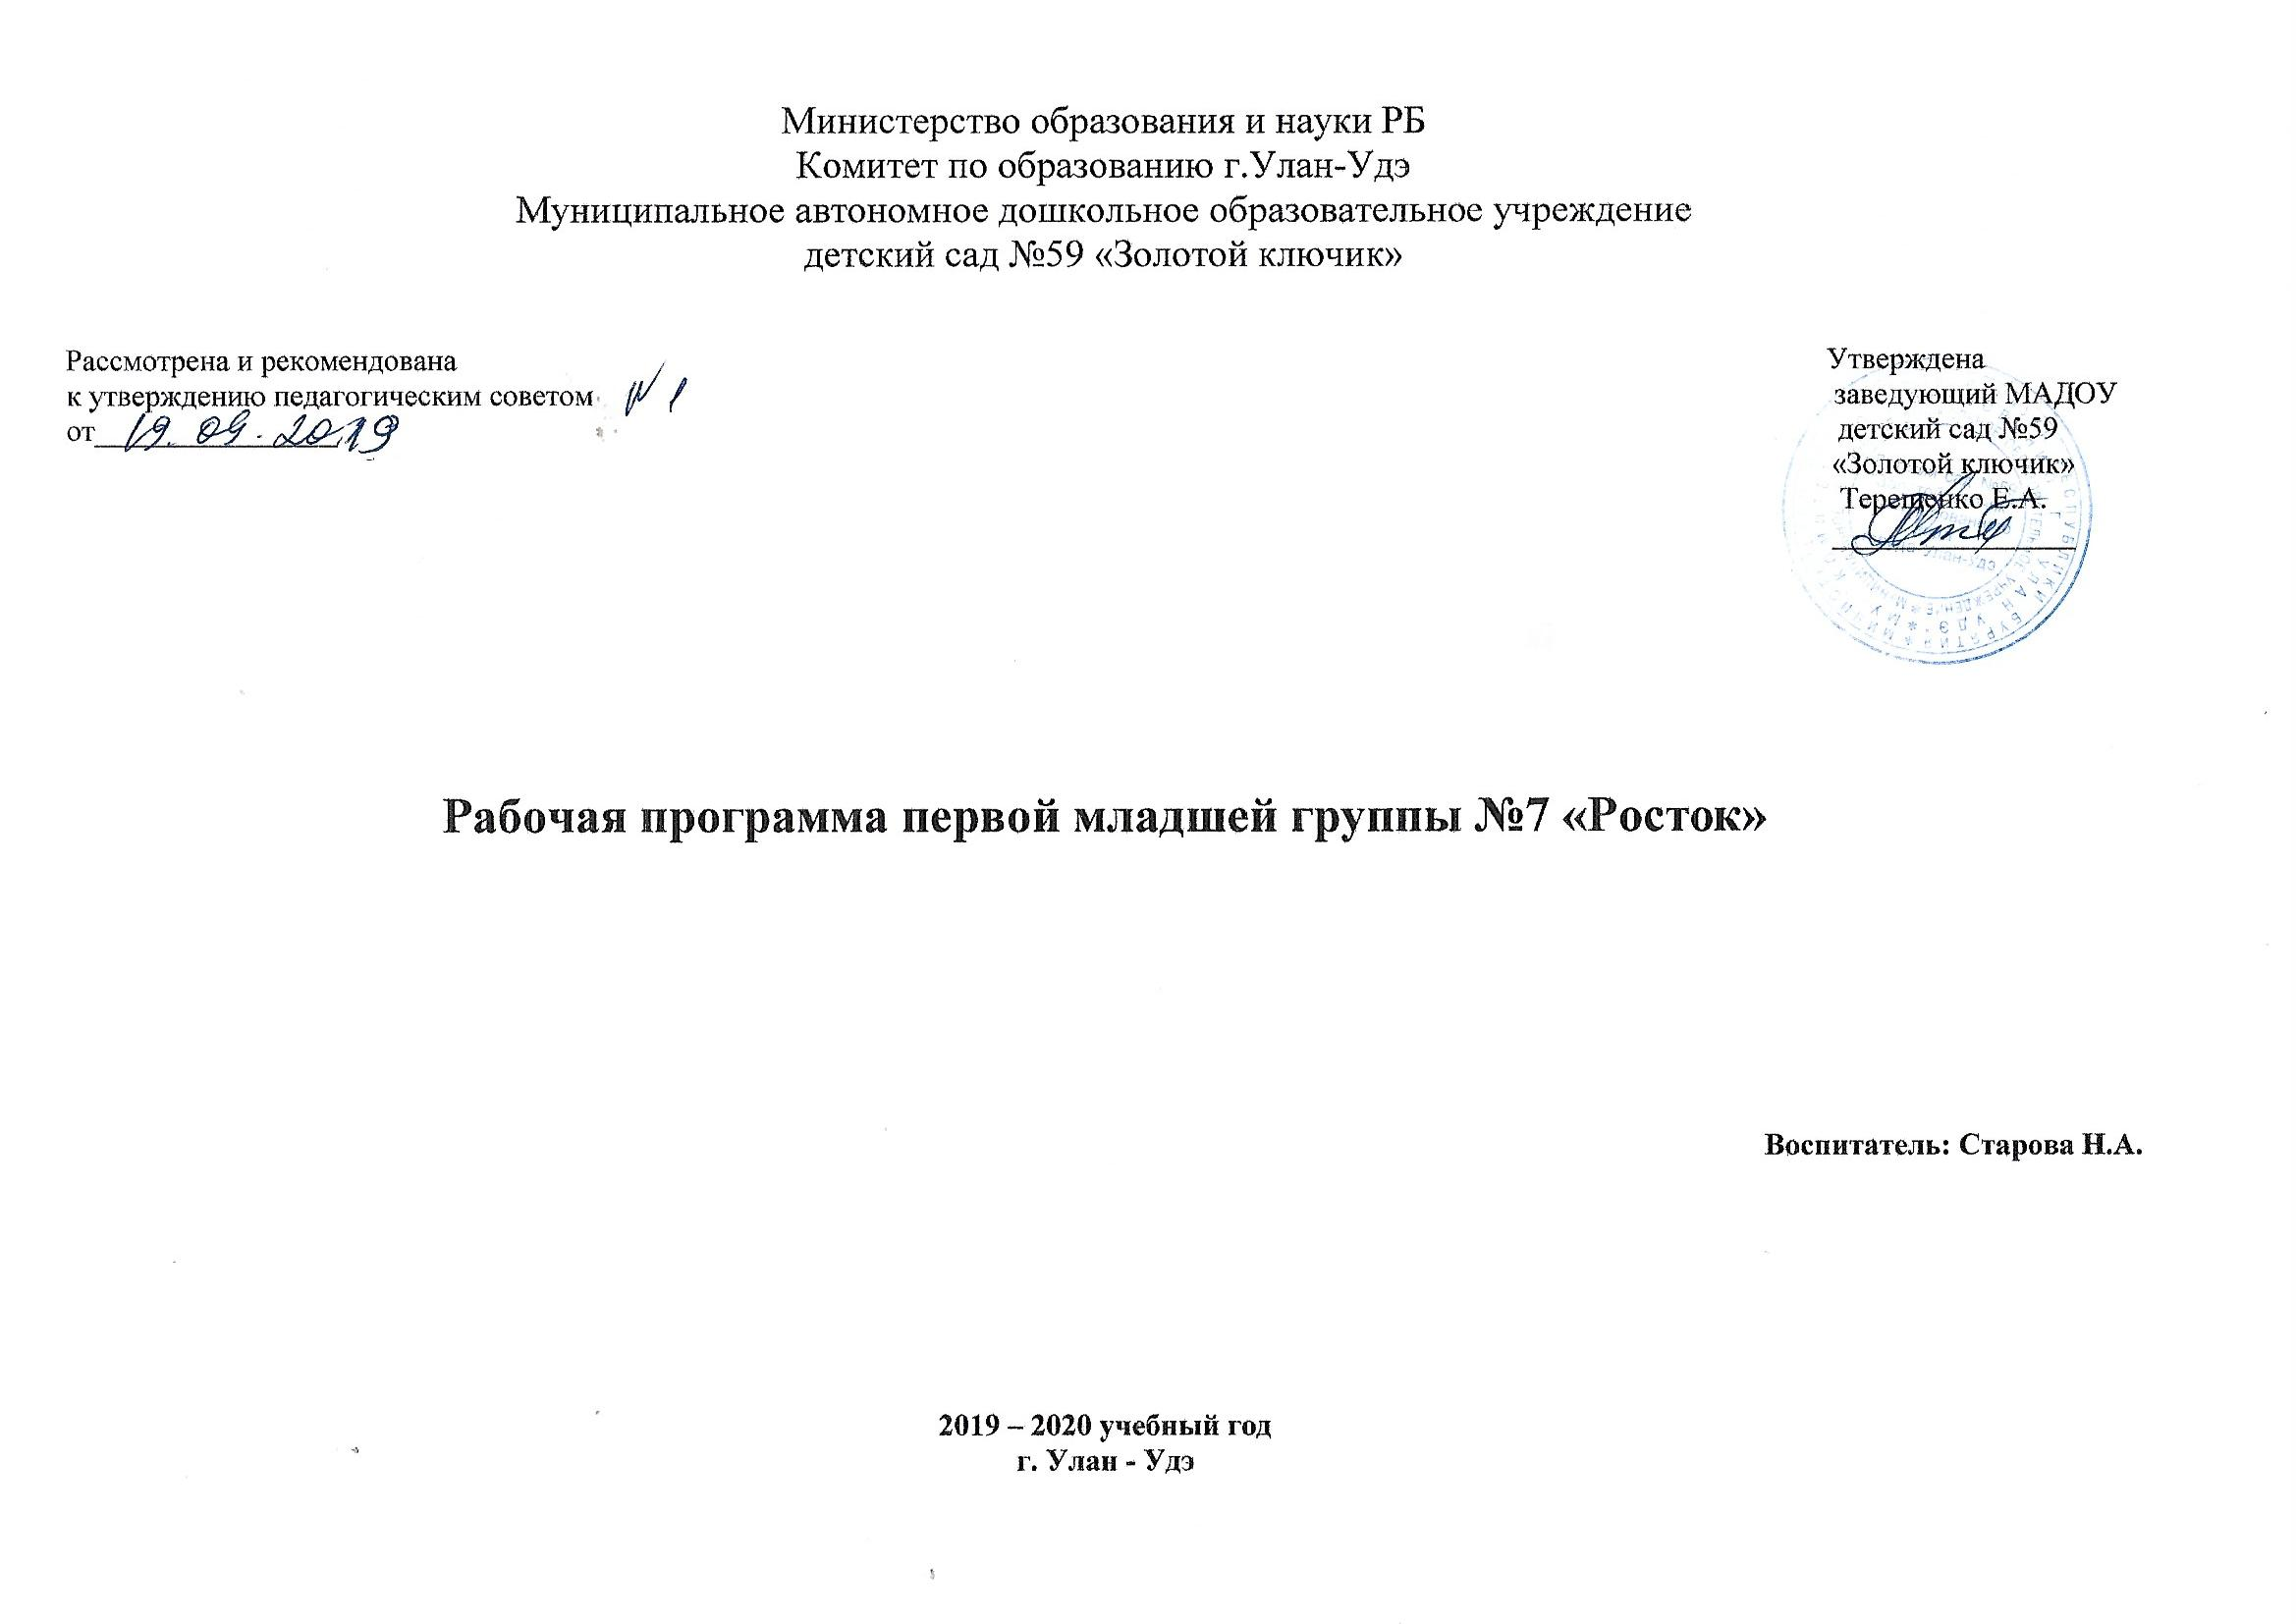 Министерство образования и науки РБ
Комитет по образованию г.Улан-Удэ
Муниципальное автономное дошкольное образовательное учреждение
детский сад №59 «Золотой ключик»
Рассмотрена и рекомендована
к утверждению педагогическим советом № 1
от 19.09.2019
Утверждена
заведующий МАДОУ
детский сад №59
«Золотой ключик»
Терещенко Е.А.
Рабочая программа первой младшей группы №7 «Росток»
Воспитатель: Старова Н.А.
2019 – 2020 учебный год
г. Улан - Удэ